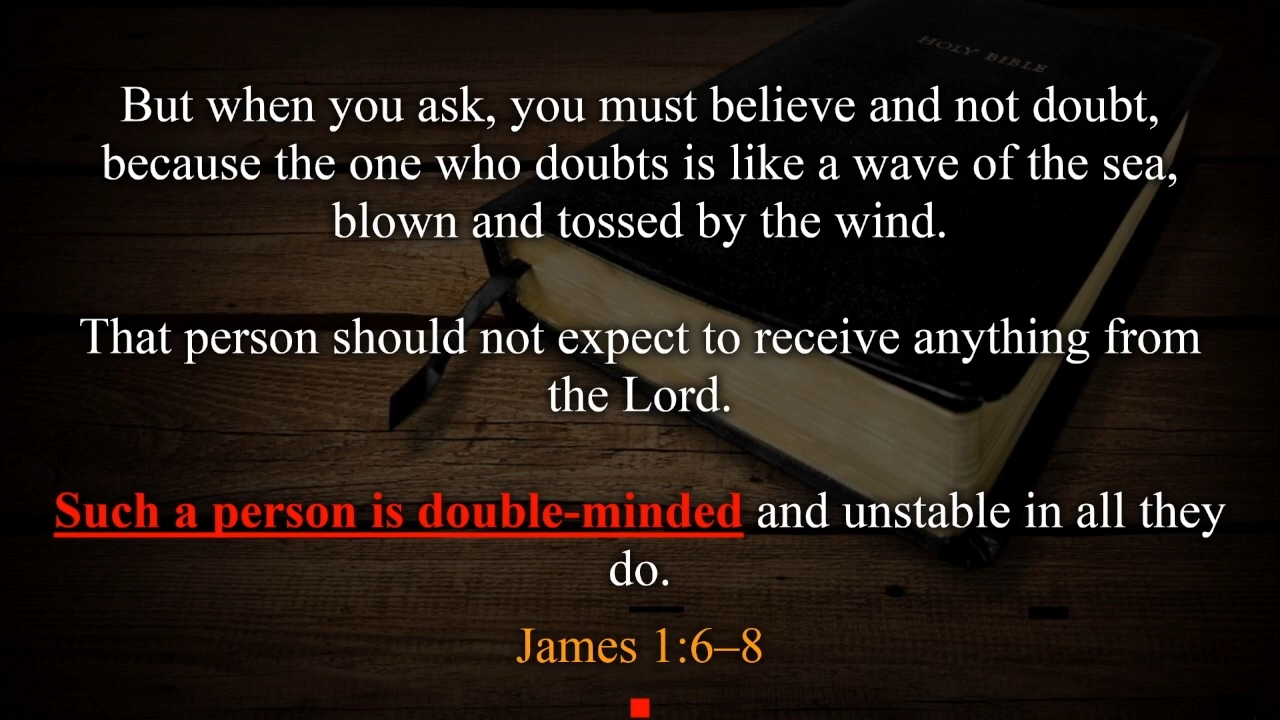 HOLY BIBLE
But when you ask, you must believe and not doubt,
because the one who doubts is like a wave of the sea,
blown and tossed by the wind.
That person should not expect to receive anything from
the Lord.
Such a person is double-minded and unstable in all they
do.
James 1:6–8